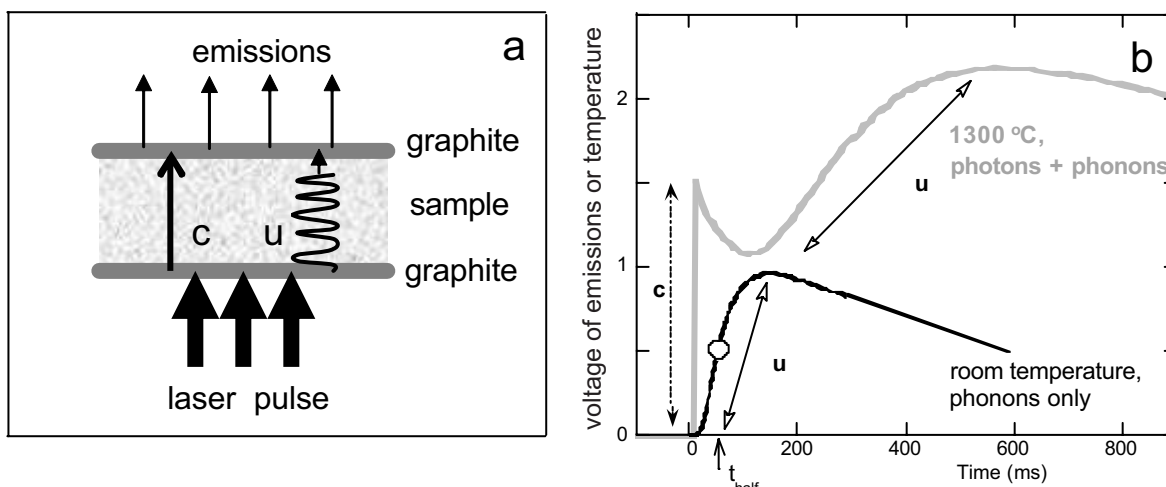 a
emissions
graphite
sample
c u
graphite
laser pulse
b
voltage of emissions or temperature
2
1
0
1300 °C,
photons + phonons
u
c
u
room temperature,
phonons only
0 200 400 600 800
t half
Time (ms)